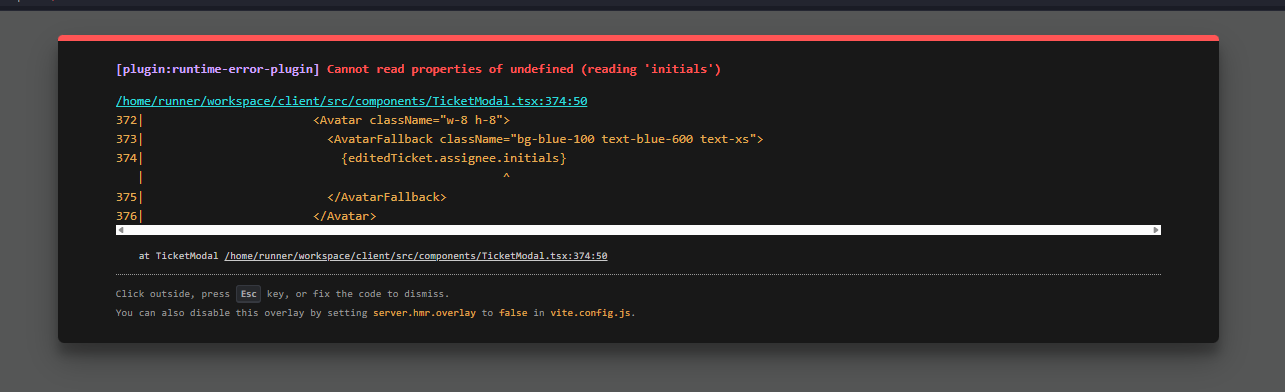 [plugin:runtime-error-plugin] Cannot read properties of undefined (reading 'initials')
/home/runner/workspace/client/src/components/TicketModal.tsx:374:50
372|                        <Avatar className="w-8 h-8">
373|                          <AvatarFallback className="bg-blue-100 text-blue-600 text-xs">
374|                            {editedTicket.assignee.initials}
   |                                                  ^
375|                          </AvatarFallback>
376|                        </Avatar>
at TicketModal /home/runner/workspace/client/src/components/TicketModal.tsx:374:50
Click outside, press Esc key, or fix the code to dismiss.
You can also disable this overlay by setting server.hmr.overlay to false in vite.config.js.